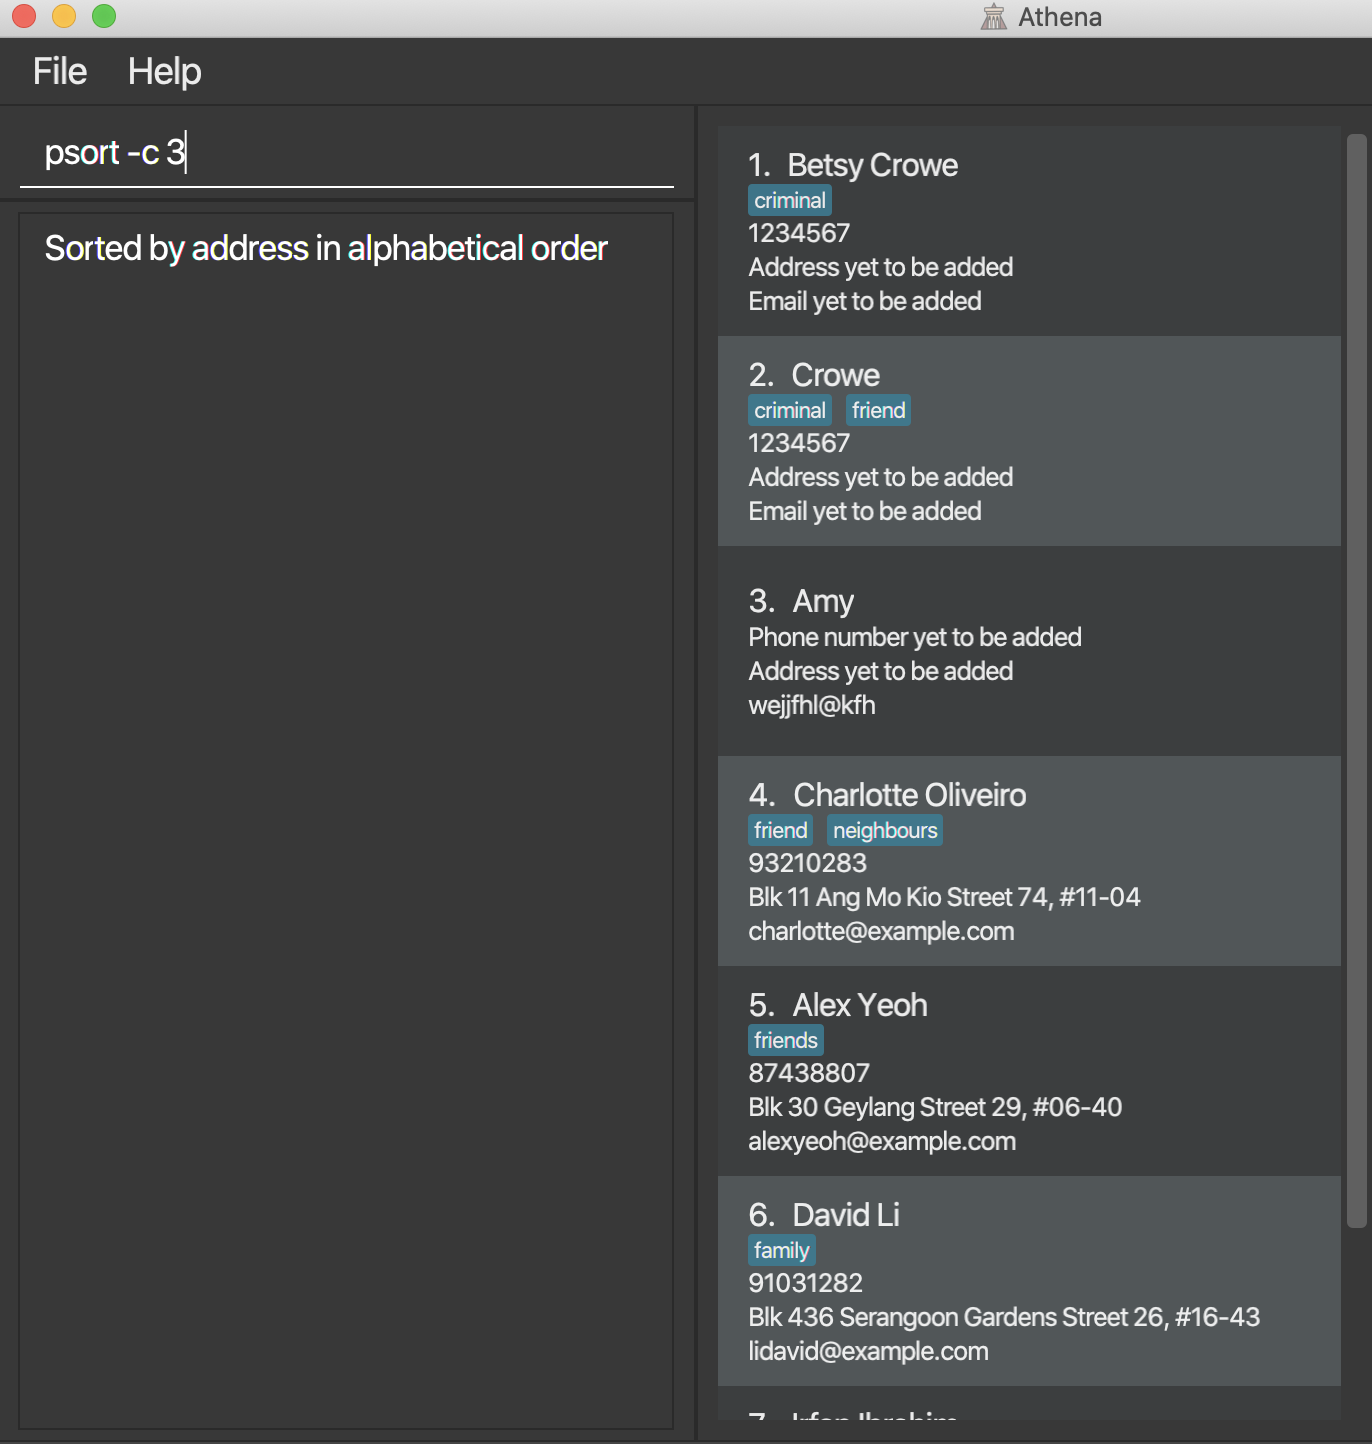 Athena
File Help
psort -c 3
Sorted by address in alphabetical order
1. Betsy Crowe
criminal
1234567
Address yet to be added
Email yet to be added
2. Crowe
criminal friend
1234567
Address yet to be added
Email yet to be added
3. Amy
Phone number yet to be added
Address yet to be added
wejjfhl@kfh
4. Charlotte Oliveiro
friend neighbours
93210283
Blk 11 Ang Mo Kio Street 74, #11-04
charlotte@example.com
5. Alex Yeoh
friends
87438807
Blk 30 Geylang Street 29, #06-40
alexyeoh@example.com
6. David Li
family
91031282
Blk 436 Serangoon Gardens Street 26, #16-43
lidavid@example.com
7. Irfan Ibrahim